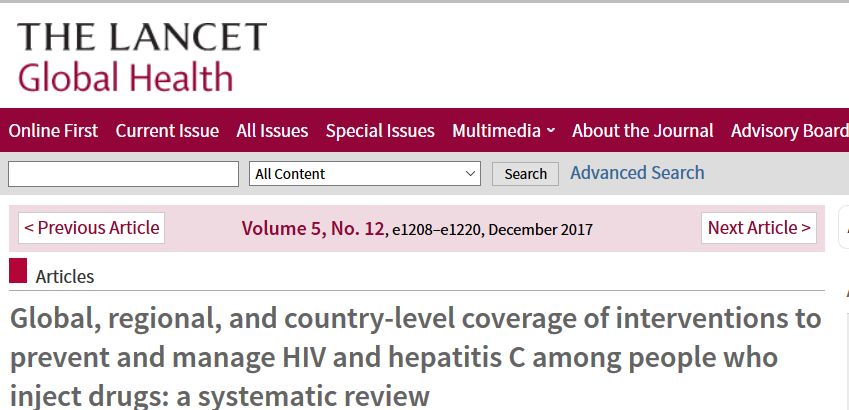 THE LANCET
Global Health
Online First Current Issue All Issues Special Issues Multimedia About the Journal Advisory Board
All Content Search Advanced Search
< Previous Article Volume 5, No. 12, e1208–e1220, December 2017 Next Article >
Articles
Global, regional, and country-level coverage of interventions to
prevent and manage HIV and hepatitis C among people who
inject drugs: a systematic review